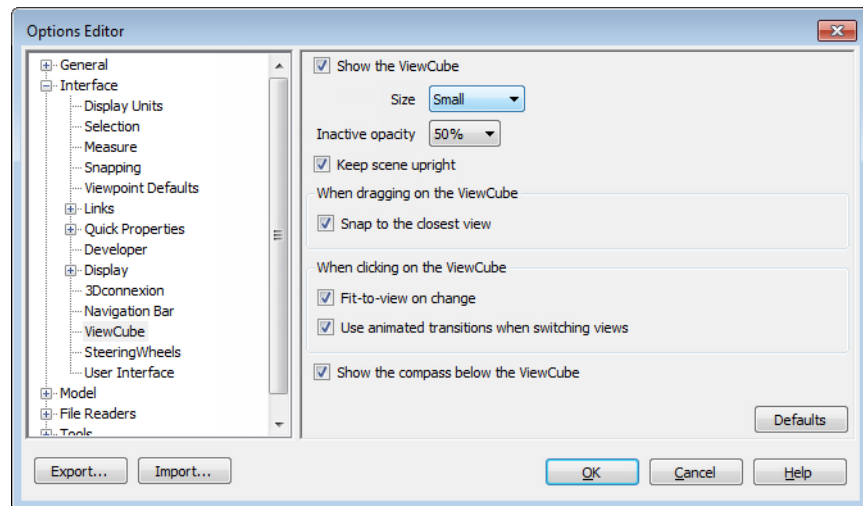 Options Editor
General
Interface
Display Units
Selection
Measure
Snapping
Viewpoint Defaults
Links
Quick Properties
Developer
Display
3Dconnexion
Navigation Bar
ViewCube
SteeringWheels
User Interface
Model
File Readers
Tools
Show the ViewCube
Size Small
Inactive opacity 50%
Keep scene upright
When dragging on the ViewCube
Snap to the closest view
When clicking on the ViewCube
Fit-to-view on change
Use animated transitions when switching views
Show the compass below the ViewCube
Defaults
Export... Import... OK Cancel Help